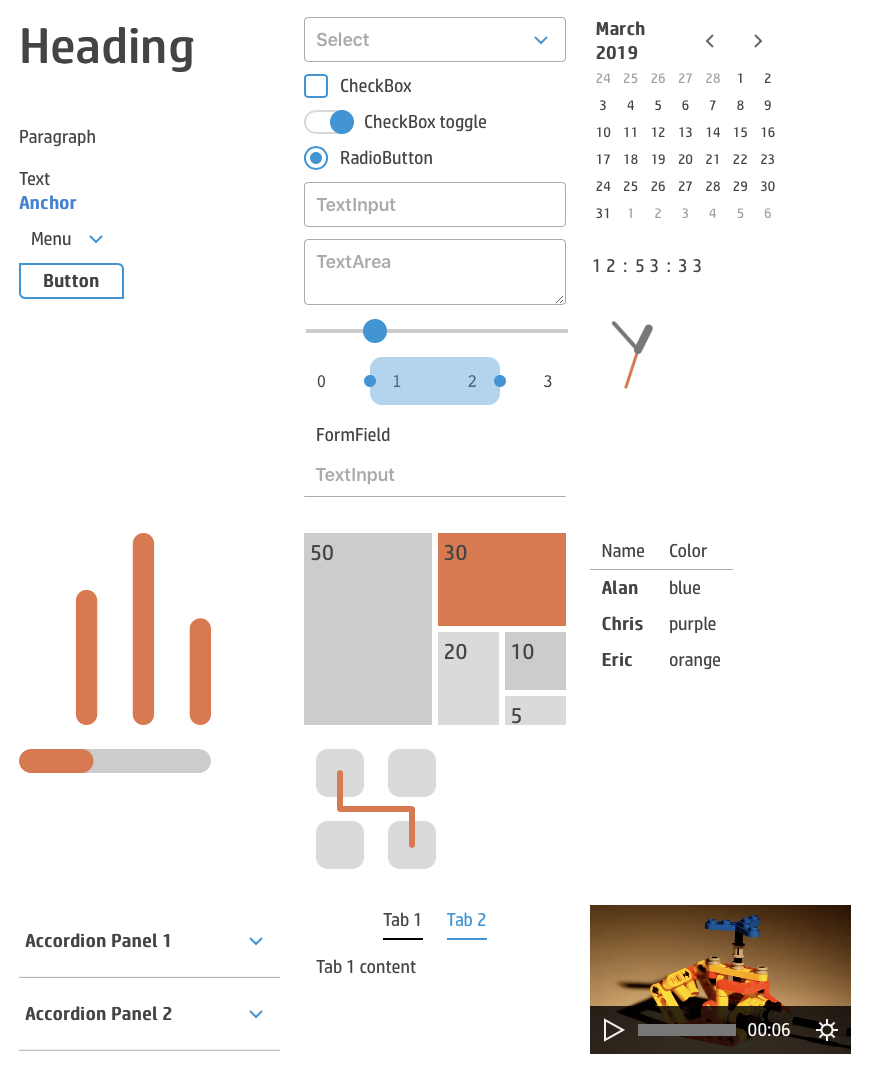 Heading
Paragraph
Text
Anchor
Menu
Button
Select
CheckBox
CheckBox toggle
RadioButton
TextInput
TextArea
0 1 2 3
FormField
TextInput
March
2019
24 25 26 27 28 1 2
3 4 5 6 7 8 9
10 11 12 13 14 15 16
17 18 19 20 21 22 23
24 25 26 27 28 29 30
31 1 2 3 4 5 6
12:53:33
50
30
20
10
5
Name Color
Alan blue
Chris purple
Eric orange
Accordion Panel 1
Accordion Panel 2
Tab 1 Tab 2
Tab 1 content
00:06